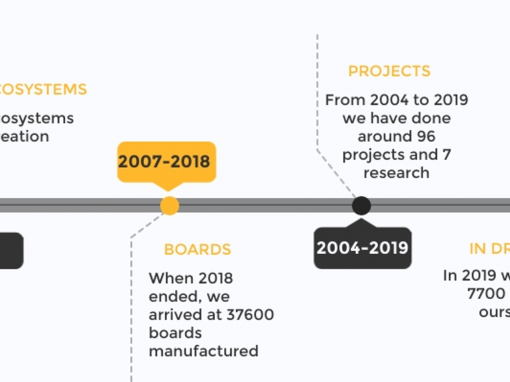 COSYSTEMS
osystems
eation
2007-2018
BOARDS
When 2018
ended, we
arrived at 37600
boards
manufactured
PROJECTS
From 2004 to 2019
we have done
around 96
projects and 7
research
2004-2019
IN DR
In 2019 w
7700
ours